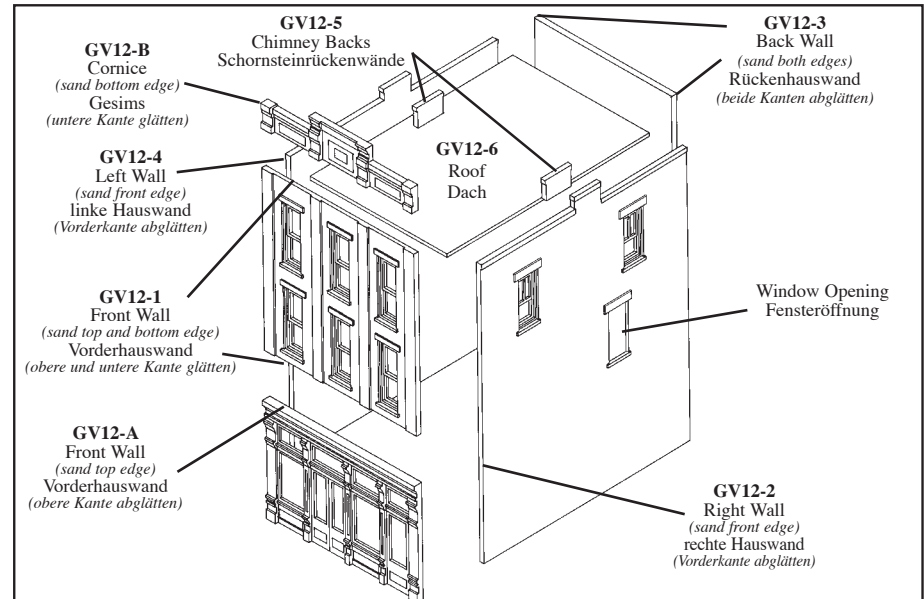 GV12-B
Cornice
(sand bottom edge)
Gesims
(untere Kante glätten)
GV12-5
Chimney Backs
Schornsteinrückenwände
GV12-3
Back Wall
(sand both edges)
Rückenhauswand
(beide Kanten abglätten)
GV12-4
Left Wall
(sand front edge)
linke Hauswand
(Vorderkante abglätten)
GV12-6
Roof
Dach
GV12-1
Front Wall
(sand top and bottom edge)
Vorderhauswand
(obere und untere Kante glätten)
Window Opening
Fensteröffnung
GV12-A
Front Wall
(sand top edge)
Vorderhauswand
(obere Kante abglätten)
GV12-2
Right Wall
(sand front edge)
rechte Hauswand
(Vorderkante abglätten)